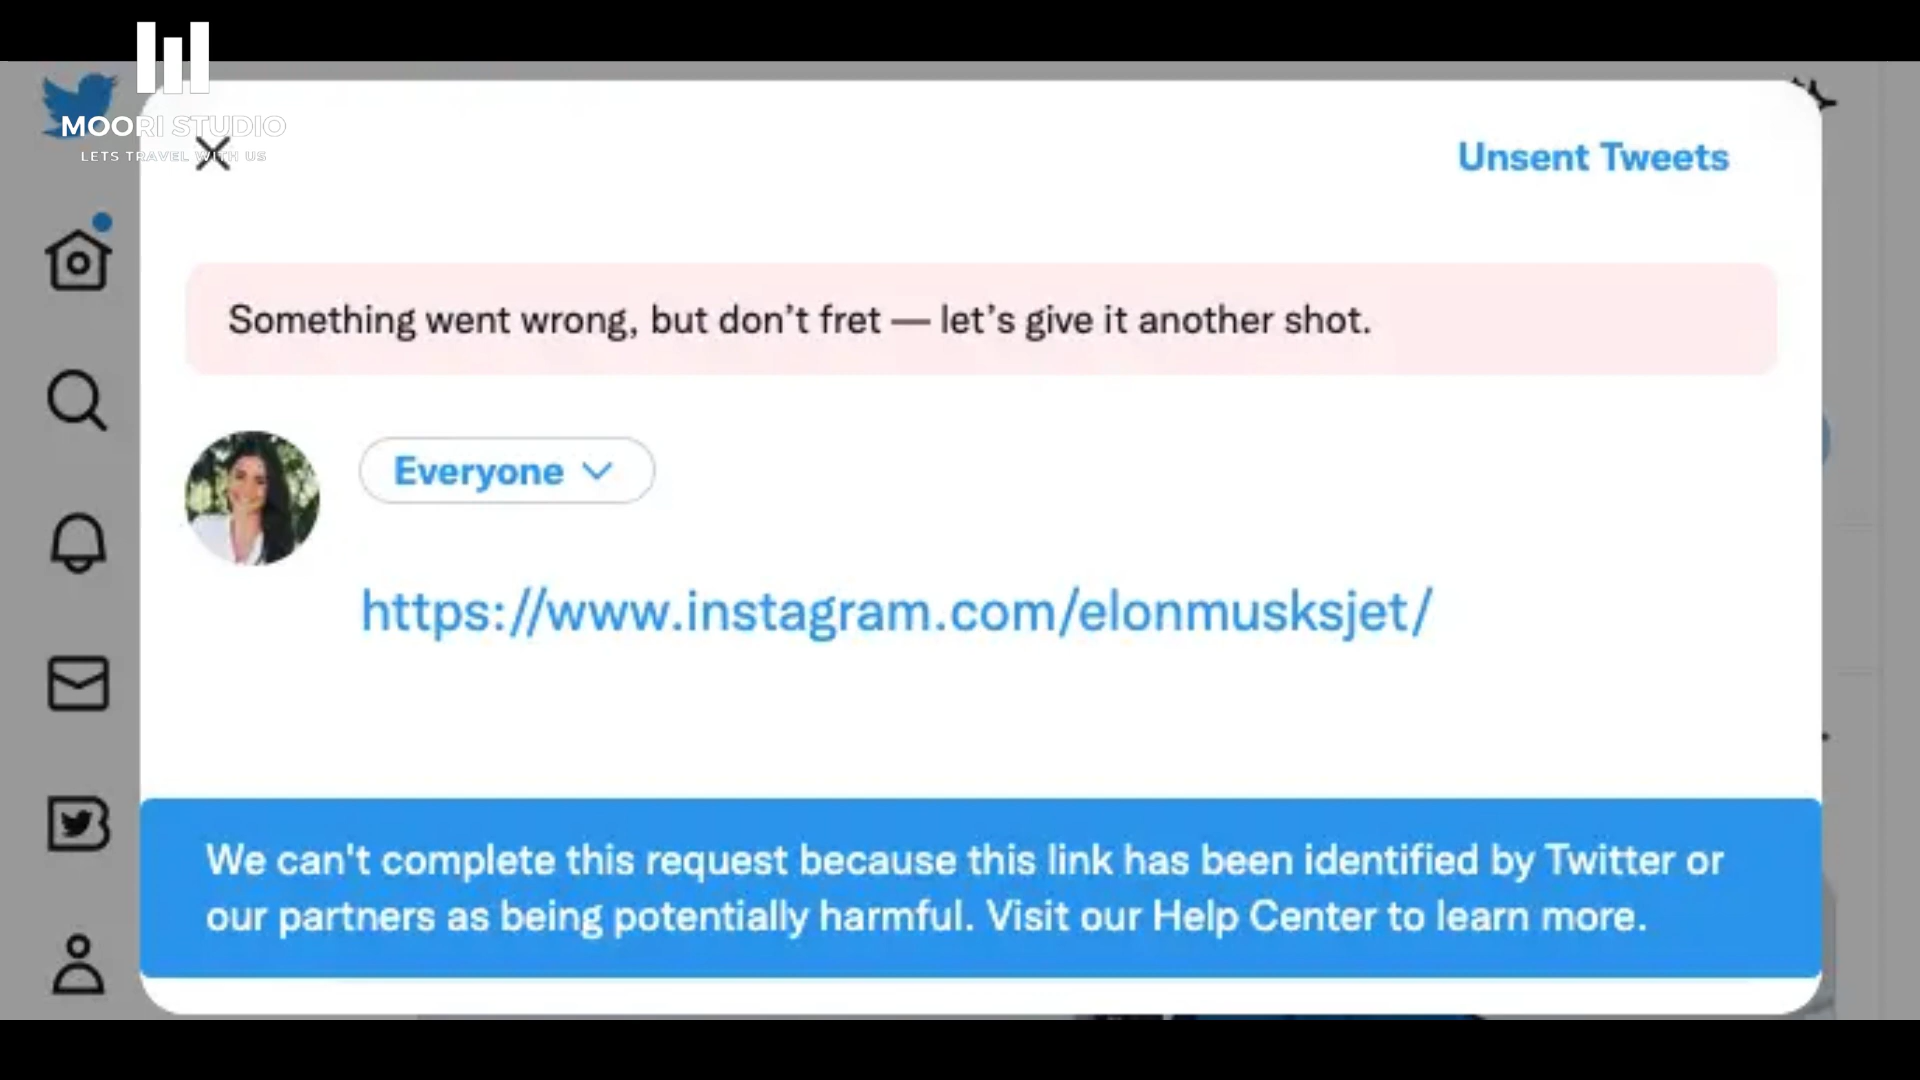 MOORI STUDIO
LETS TRAVEL WITH US
Unsent Tweets
Something went wrong, but don’t fret — let’s give it another shot.
Everyone
https://www.instagram.com/elonmusksjet/
We can't complete this request because this link has been identified by Twitter or
our partners as being potentially harmful. Visit our Help Center to learn more.